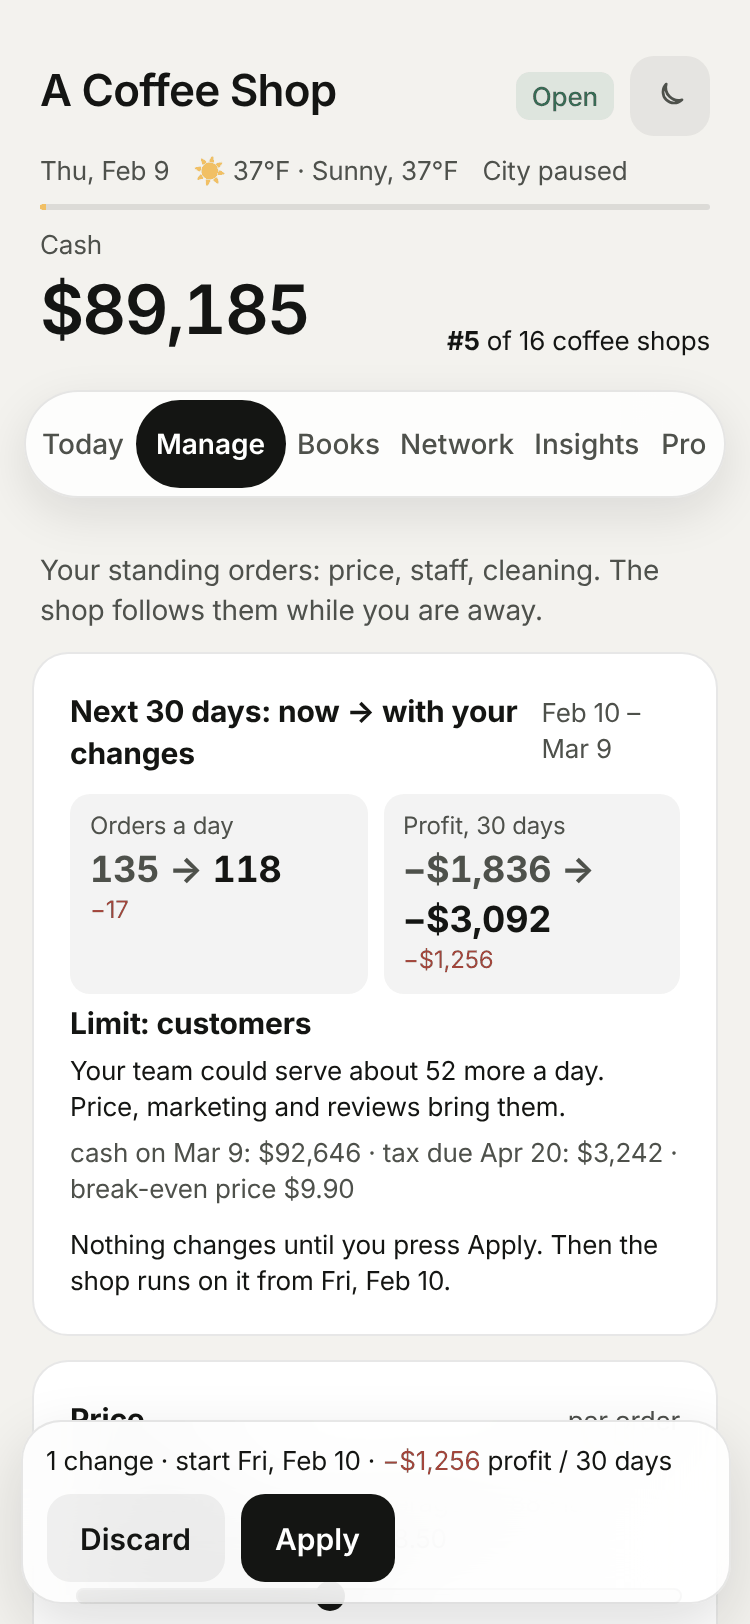 A Coffee Shop
Open
Thu, Feb 9 ☀️ 37°F · Sunny, 37°F City paused
Cash
$89,185
#5 of 16 coffee shops
Today Manage Books Network Insights Pro
Your standing orders: price, staff, cleaning. The
shop follows them while you are away.
Next 30 days: now → with your
changes
Feb 10 –
Mar 9
Orders a day
135 → 118
−17
Profit, 30 days
−$1,836 →
−$3,092
−$1,256
Limit: customers
Your team could serve about 52 more a day.
Price, marketing and reviews bring them.
cash on Mar 9: $92,646 · tax due Apr 20: $3,242 ·
break-even price $9.90
Nothing changes until you press Apply. Then the
shop runs on it from Fri, Feb 10.
Price per order
1 change · start Fri, Feb 10 · −$1,256 profit / 30 days
Discard Apply